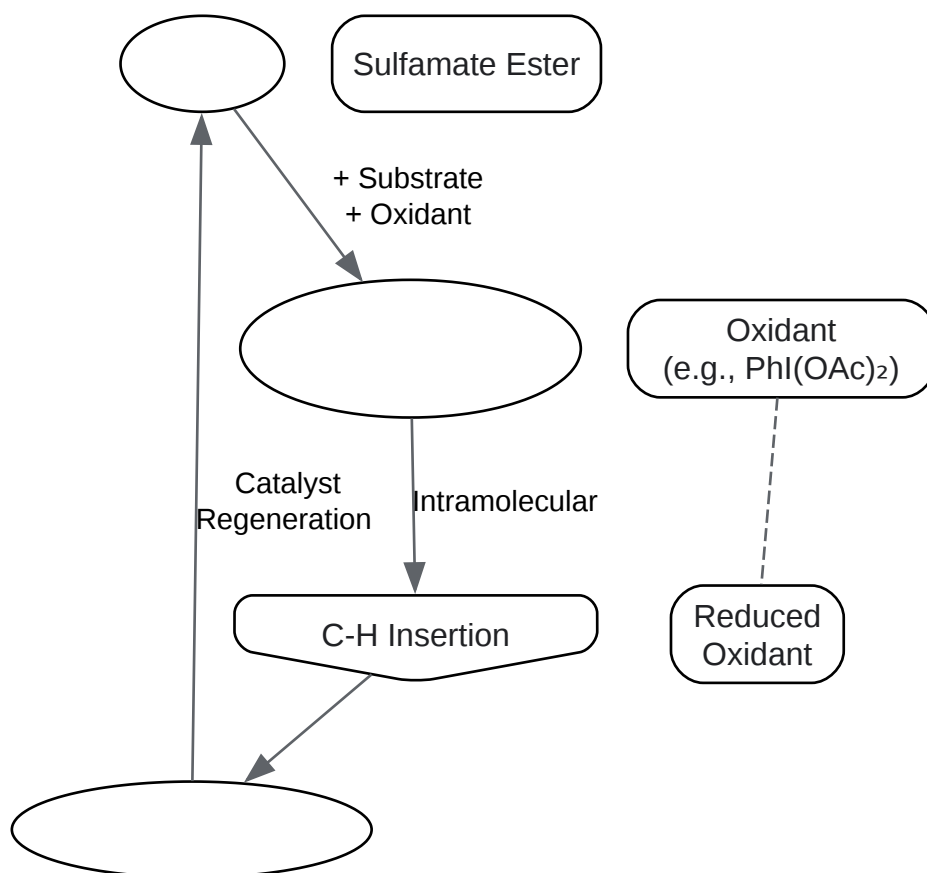 Sulfamate Ester
+ Substrate
+ Oxidant
Oxidant
(e.g., PhI(OAc)₂)
Catalyst
Regeneration
Intramolecular
C-H Insertion
Reduced
Oxidant